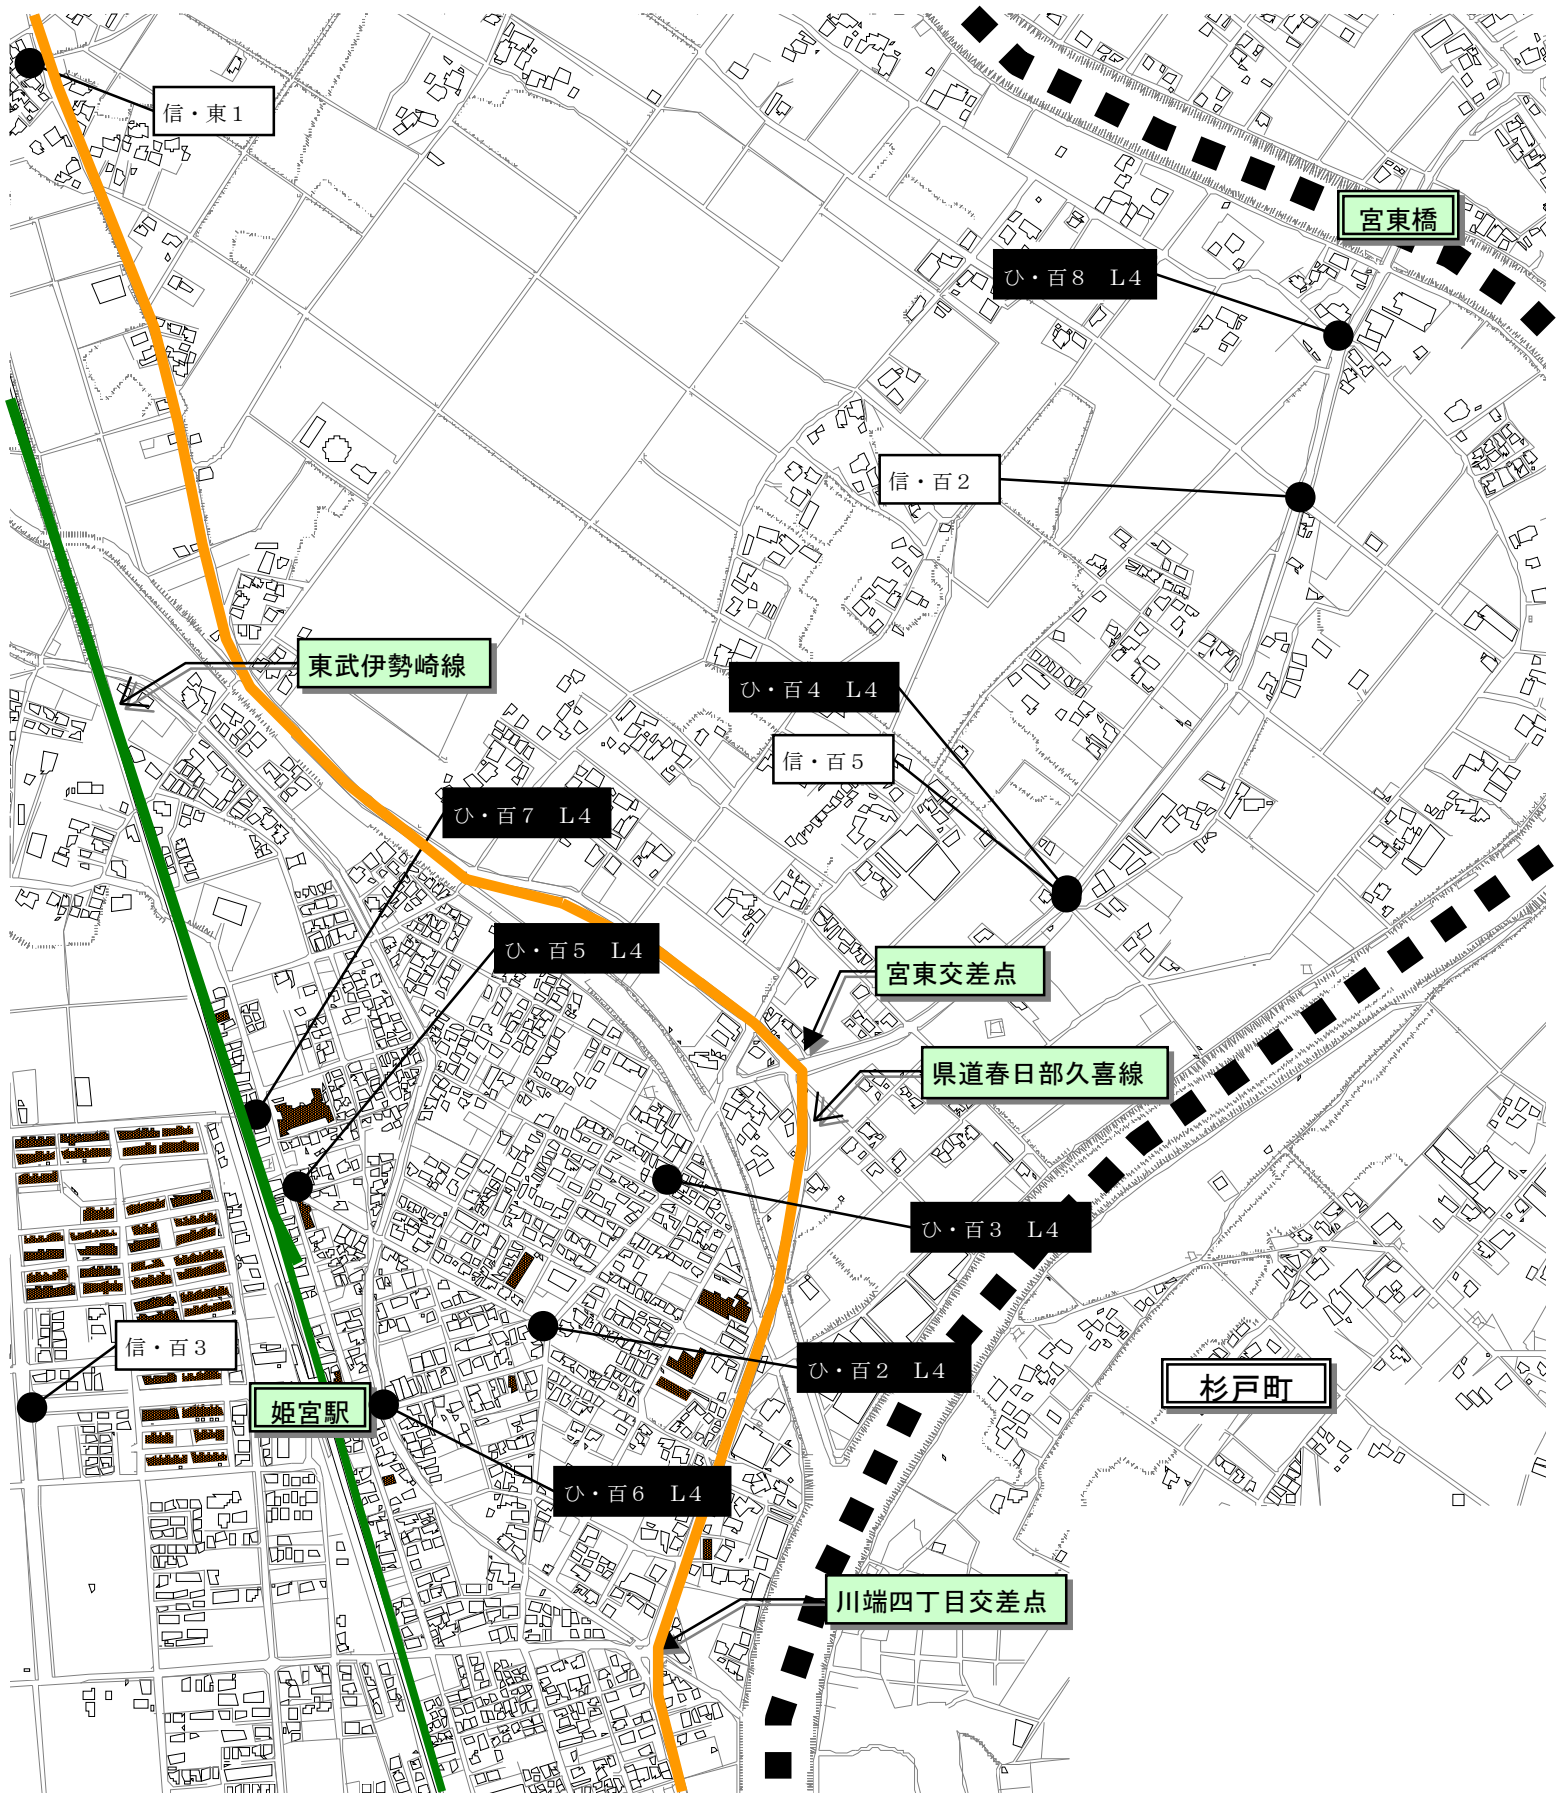 信・東１
宮東橋
ひ・百８　Ｌ４
信・百２
東武伊勢崎線
ひ・百４　Ｌ４
信・百５
ひ・百７　Ｌ４
ひ・百５　Ｌ４
宮東交差点
県道春日部久喜線
ひ・百３　Ｌ４
信・百３
ひ・百２　Ｌ４
杉戸町
姫宮駅
ひ・百６　Ｌ４
川端四丁目交差点